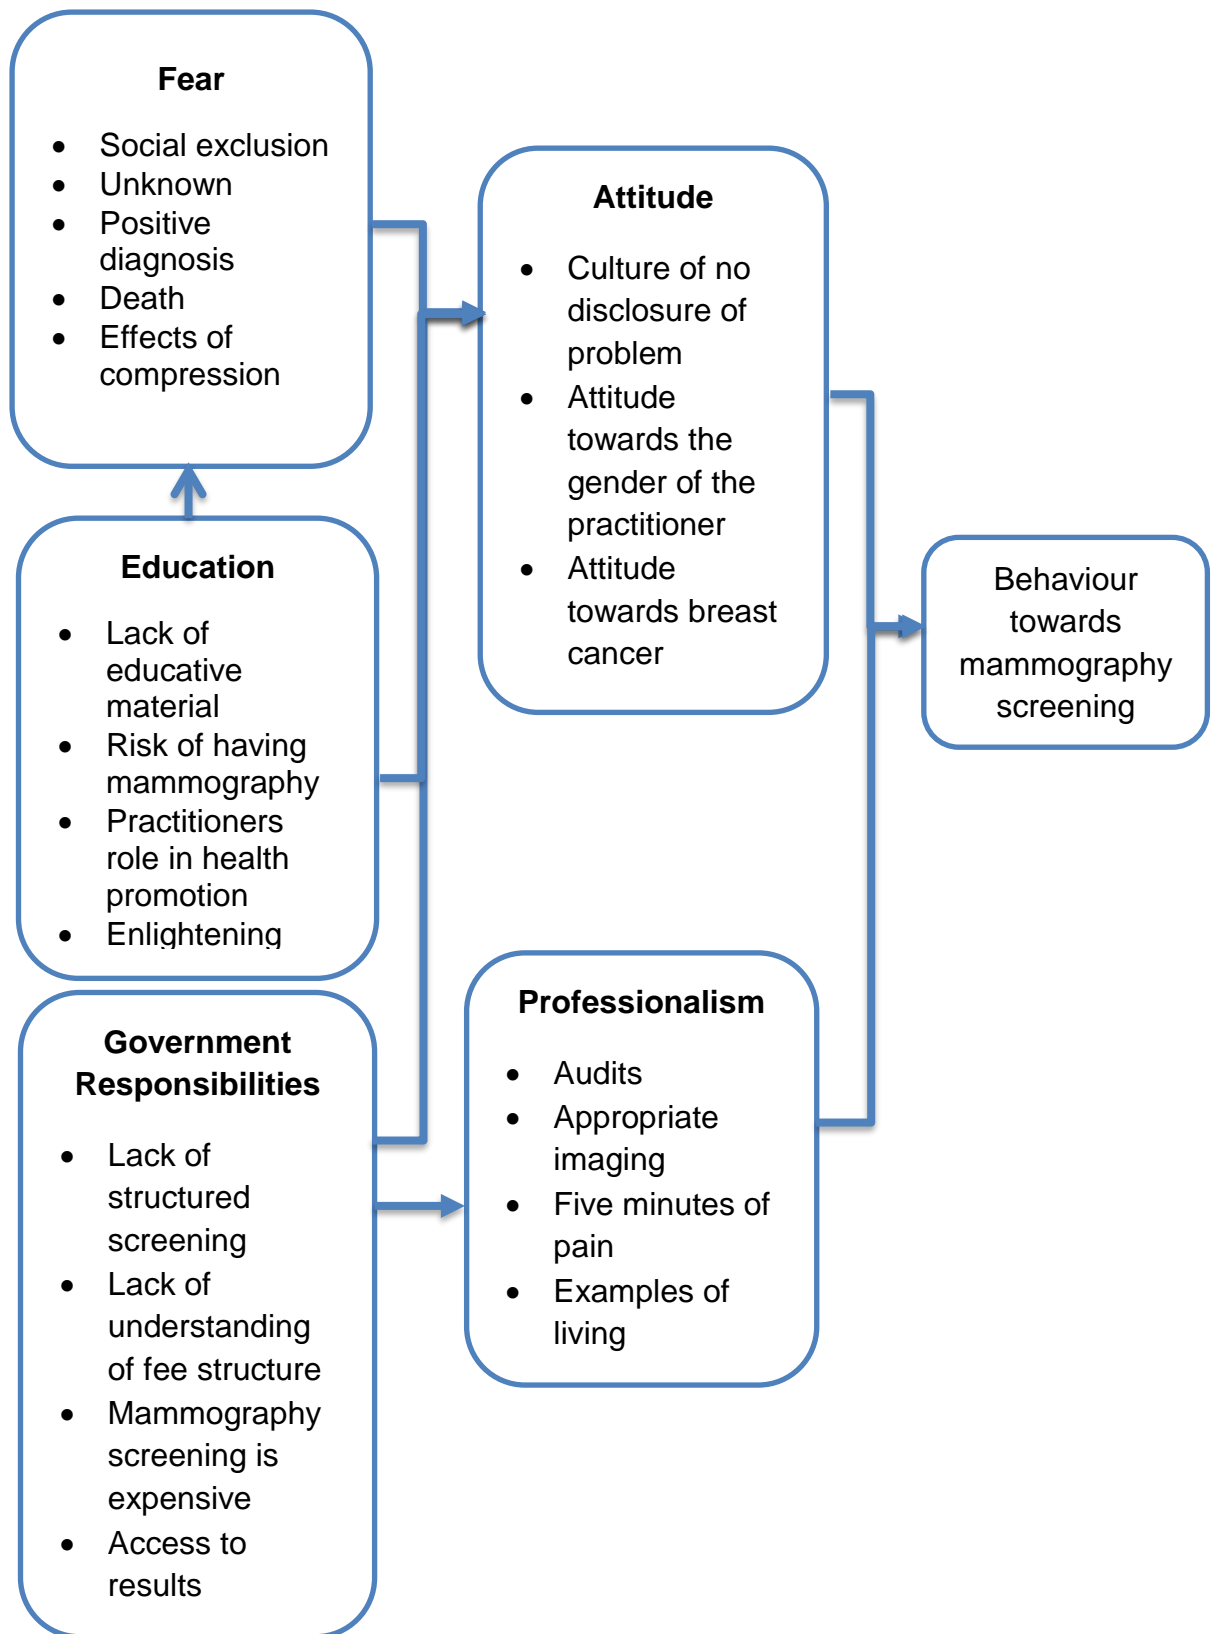 Fear
• Social exclusion
• Unknown
• Positive
diagnosis
• Death
• Effects of
compression
Education
• Lack of
educative
material
• Risk of having
mammography
• Practitioners
role in health
promotion
• Enlightening
Government
Responsibilities
• Lack of
structured
screening
• Lack of
understanding
of fee structure
• Mammography
screening is
expensive
• Access to
results
Attitude
• Culture of no
disclosure of
problem
• Attitude
towards the
gender of the
practitioner
• Attitude
towards breast
cancer
Professionalism
• Audits
• Appropriate
imaging
• Five minutes of
pain
• Examples of
living
Behaviour
towards
mammography
screening